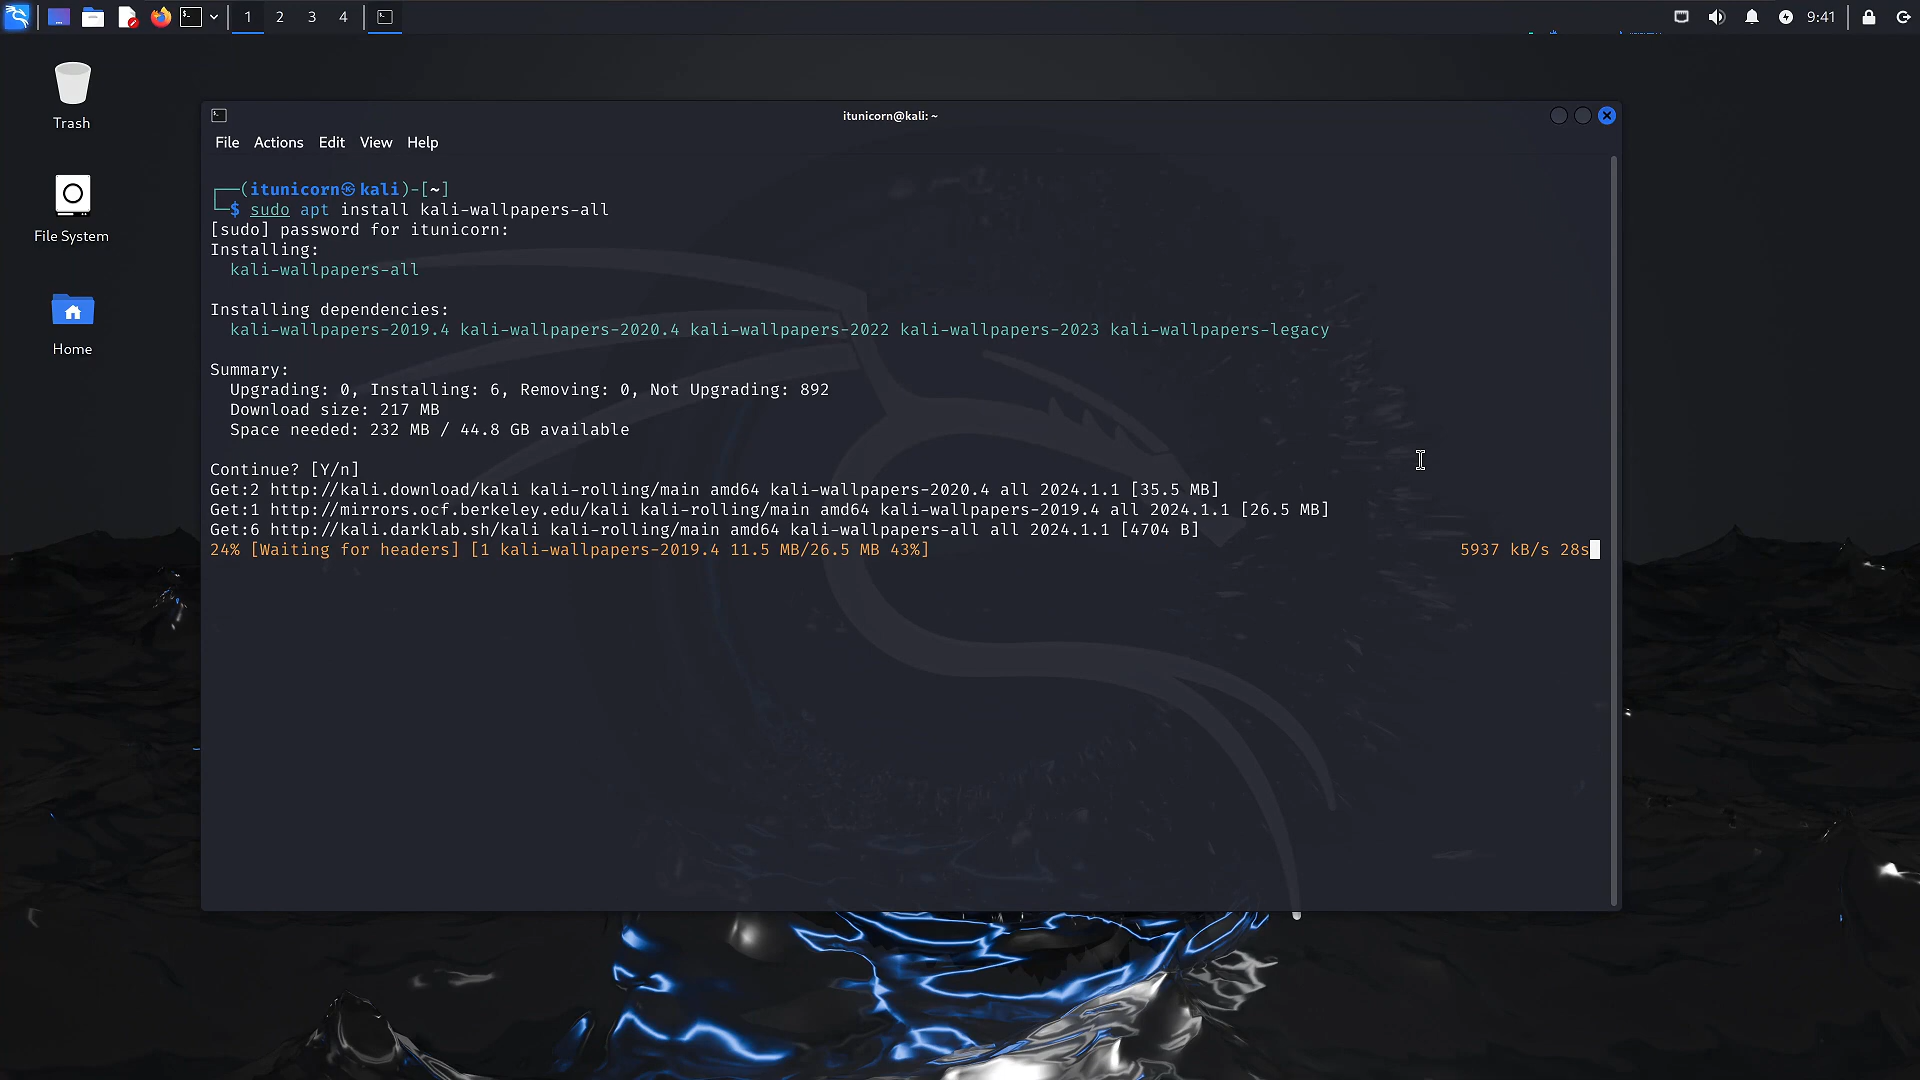 1 2 3 4 9:41
Trash
File System
Home
itunicorn@kali: ~
File Actions Edit View Help
┌──(itunicorn㉿kali)-[~]
└─$ sudo apt install kali-wallpapers-all
[sudo] password for itunicorn:
Installing:
kali-wallpapers-all
Installing dependencies:
kali-wallpapers-2019.4 kali-wallpapers-2020.4 kali-wallpapers-2022 kali-wallpapers-2023 kali-wallpapers-legacy
Summary:
Upgrading: 0, Installing: 6, Removing: 0, Not Upgrading: 892
Download size: 217 MB
Space needed: 232 MB / 44.8 GB available
Continue? [Y/n]
Get:2 http://kali.download/kali kali-rolling/main amd64 kali-wallpapers-2020.4 all 2024.1.1 [35.5 MB]
Get:1 http://mirrors.ocf.berkeley.edu/kali kali-rolling/main amd64 kali-wallpapers-2019.4 all 2024.1.1 [26.5 MB]
Get:6 http://kali.darklab.sh/kali kali-rolling/main amd64 kali-wallpapers-all all 2024.1.1 [4704 B]
24% [Waiting for headers] [1 kali-wallpapers-2019.4 11.5 MB/26.5 MB 43%] 5937 kB/s 28s